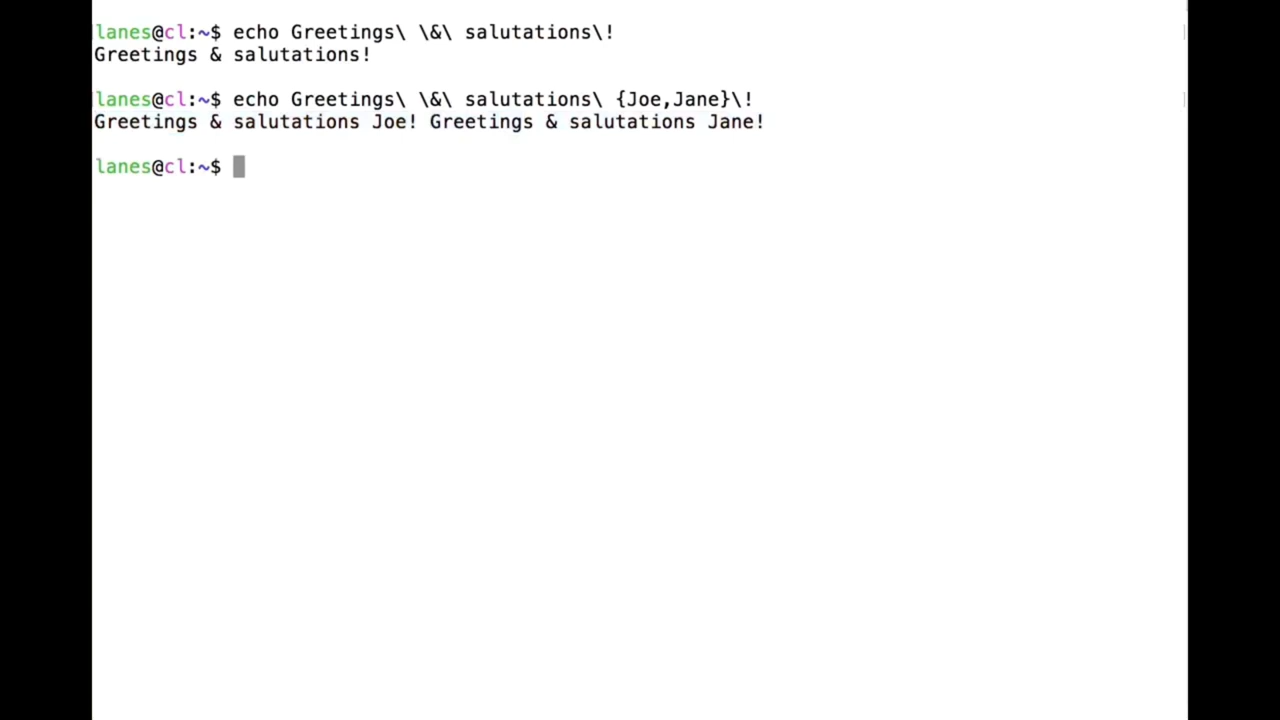 lanes@cl:~$ echo Greetings\ \&\ salutations\!
Greetings & salutations!
lanes@cl:~$ echo Greetings\ \&\ salutations\ {Joe,Jane}\!
Greetings & salutations Joe! Greetings & salutations Jane!
lanes@cl:~$